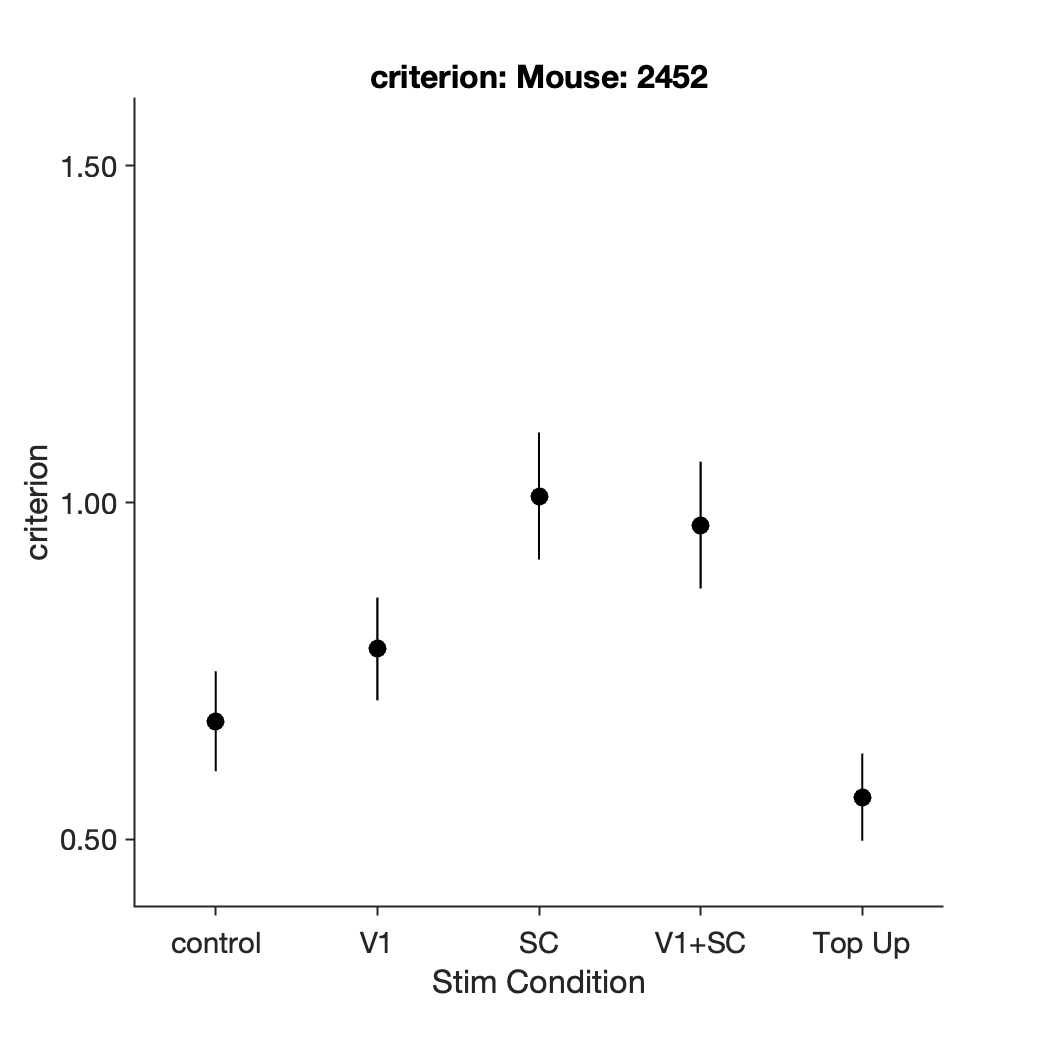 criterion: Mouse: 2452
1.50
1.00
0.50
criterion
control V1 SC V1+SC Top Up
Stim Condition